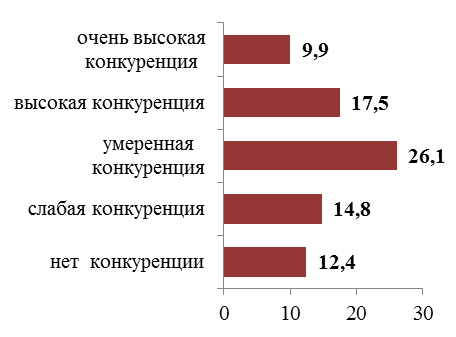 очень высокая
конкуренция
9,9
высокая конкуренция
17,5
умеренная
конкуренция
26,1
слабая конкуренция
14,8
нет конкуренции
12,4
0 10 20 30